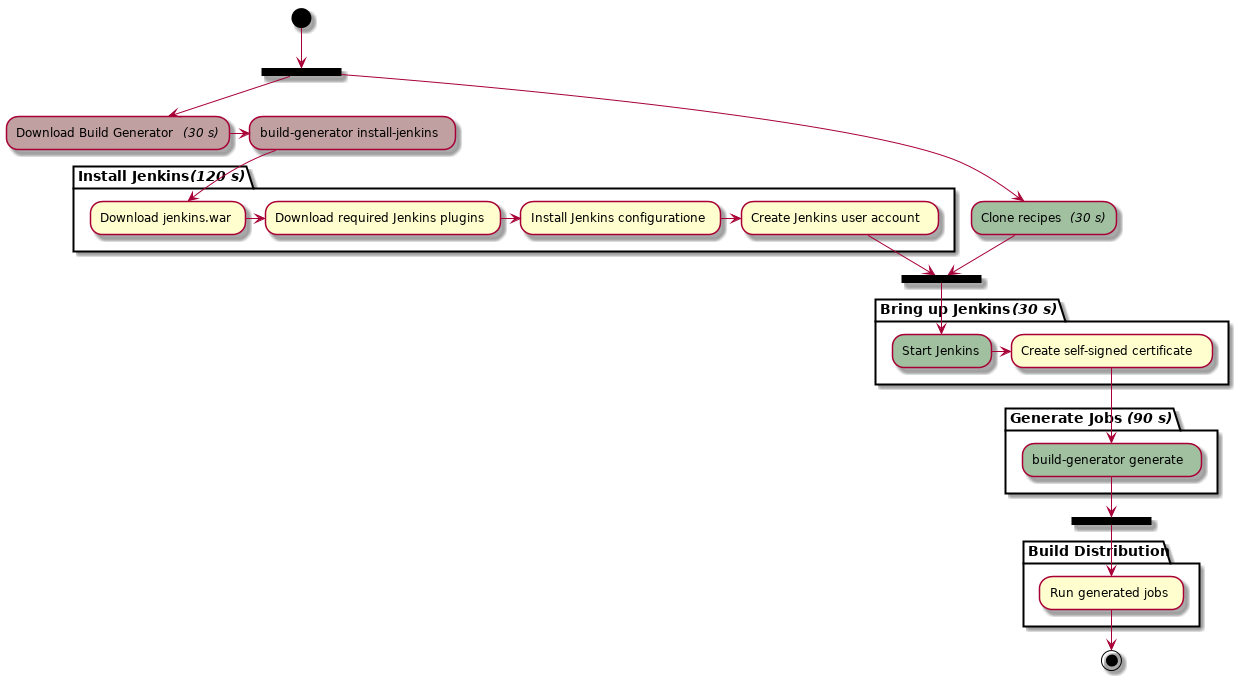 Download Build Generator (30 s)
build-generator install-jenkins
Install Jenkins(120 s)
Download jenkins.war
Download required Jenkins plugins
Install Jenkins configuratione
Create Jenkins user account
Clone recipes (30 s)
Bring up Jenkins(30 s)
Start Jenkins
Create self-signed certificate
Generate Jobs (90 s)
build-generator generate
Build Distribution
Run generated jobs